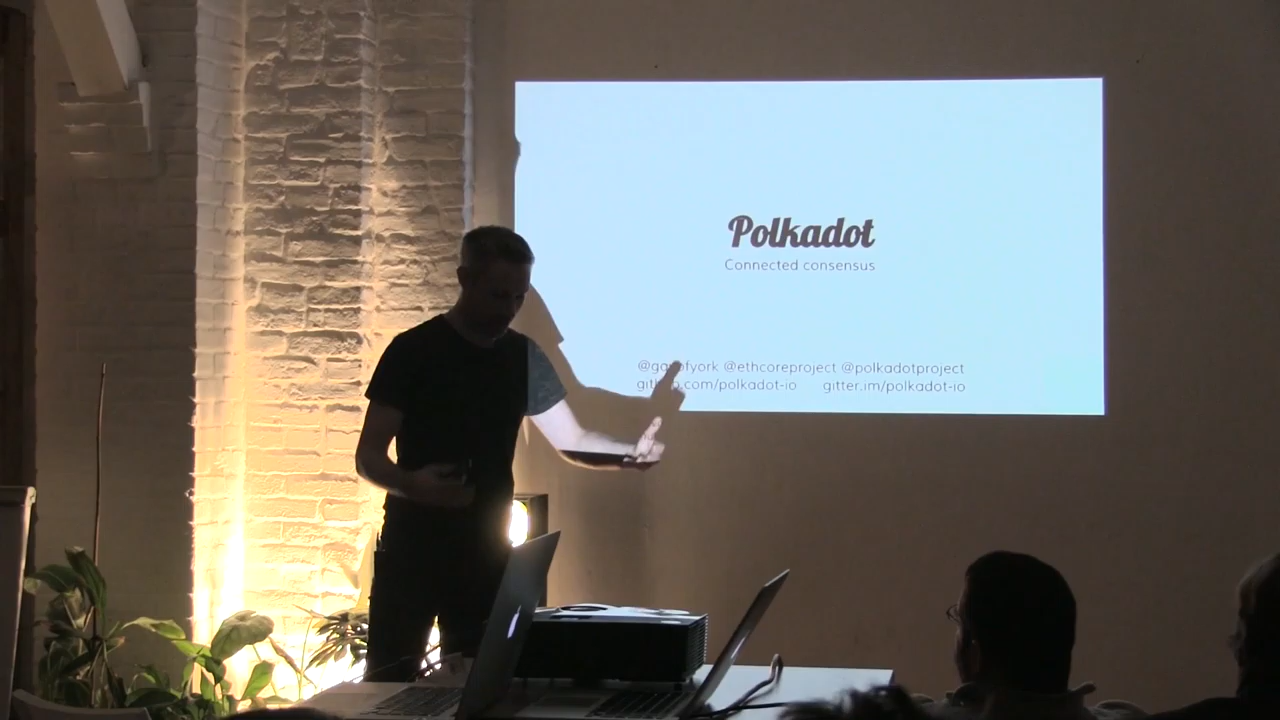 Polkadot
Connected consensus
@ethcoreproject @polkadotproject
gitter.im/polkadot-io